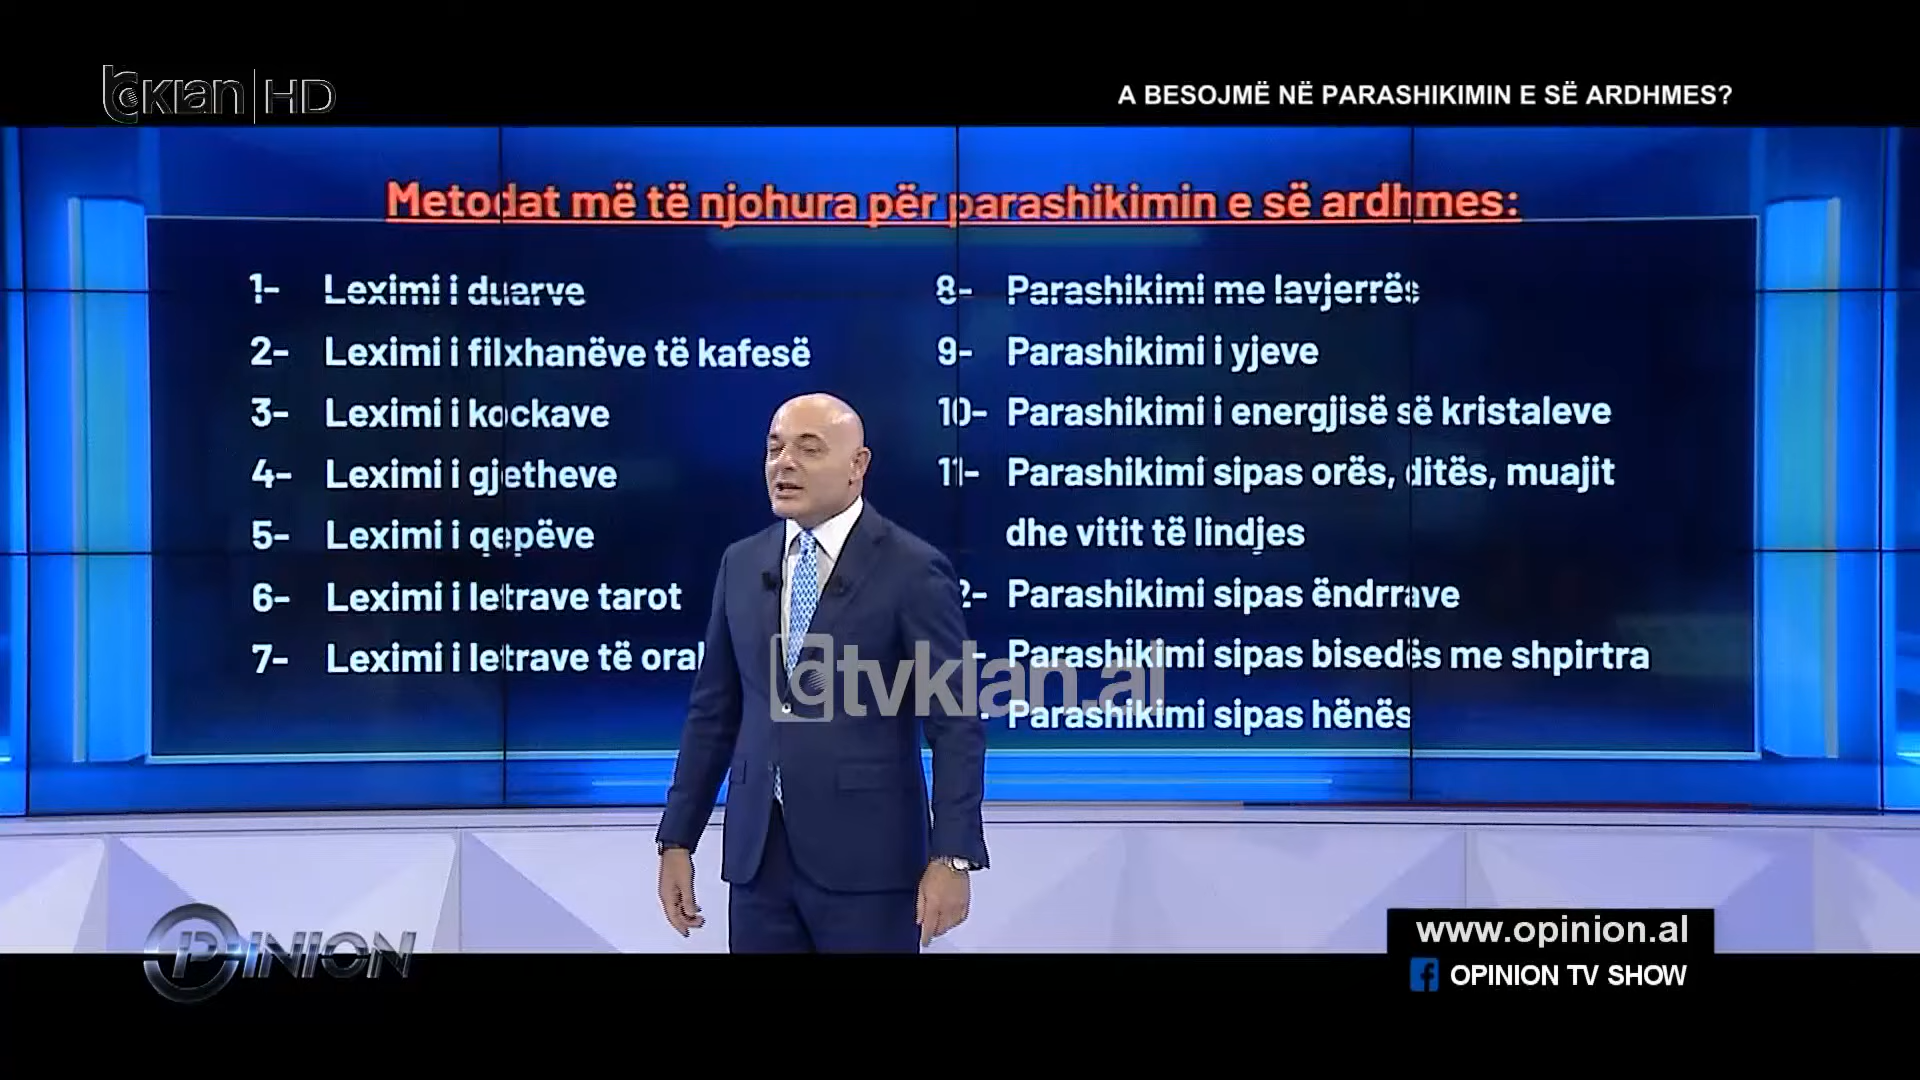 tvklan HD
A BESOJMË NË PARASHIKIMIN E SË ARDHMES?
Metodat më të njohura për parashikimin e së ardhmes:
1- Leximi i duarve
2- Leximi i filxhanëve të kafesë
3- Leximi i kockave
4- Leximi i gjetheve
5- Leximi i qepëve
6- Leximi i letrave tarot
7- Leximi i letrave të
8- Parashikimi me lavjerrës
9- Parashikimi i yjeve
10- Parashikimi i energjisë së kristaleve
11- Parashikimi sipas orës, ditës, muajit
dhe vitit të lindjes
2- Parashikimi sipas ëndrrave
- Parashikimi sipas bisedës me shpirtra
Parashikimi sipas hënës
tvklan.al
OPINION
www.opinion.al
OPINION TV SHOW